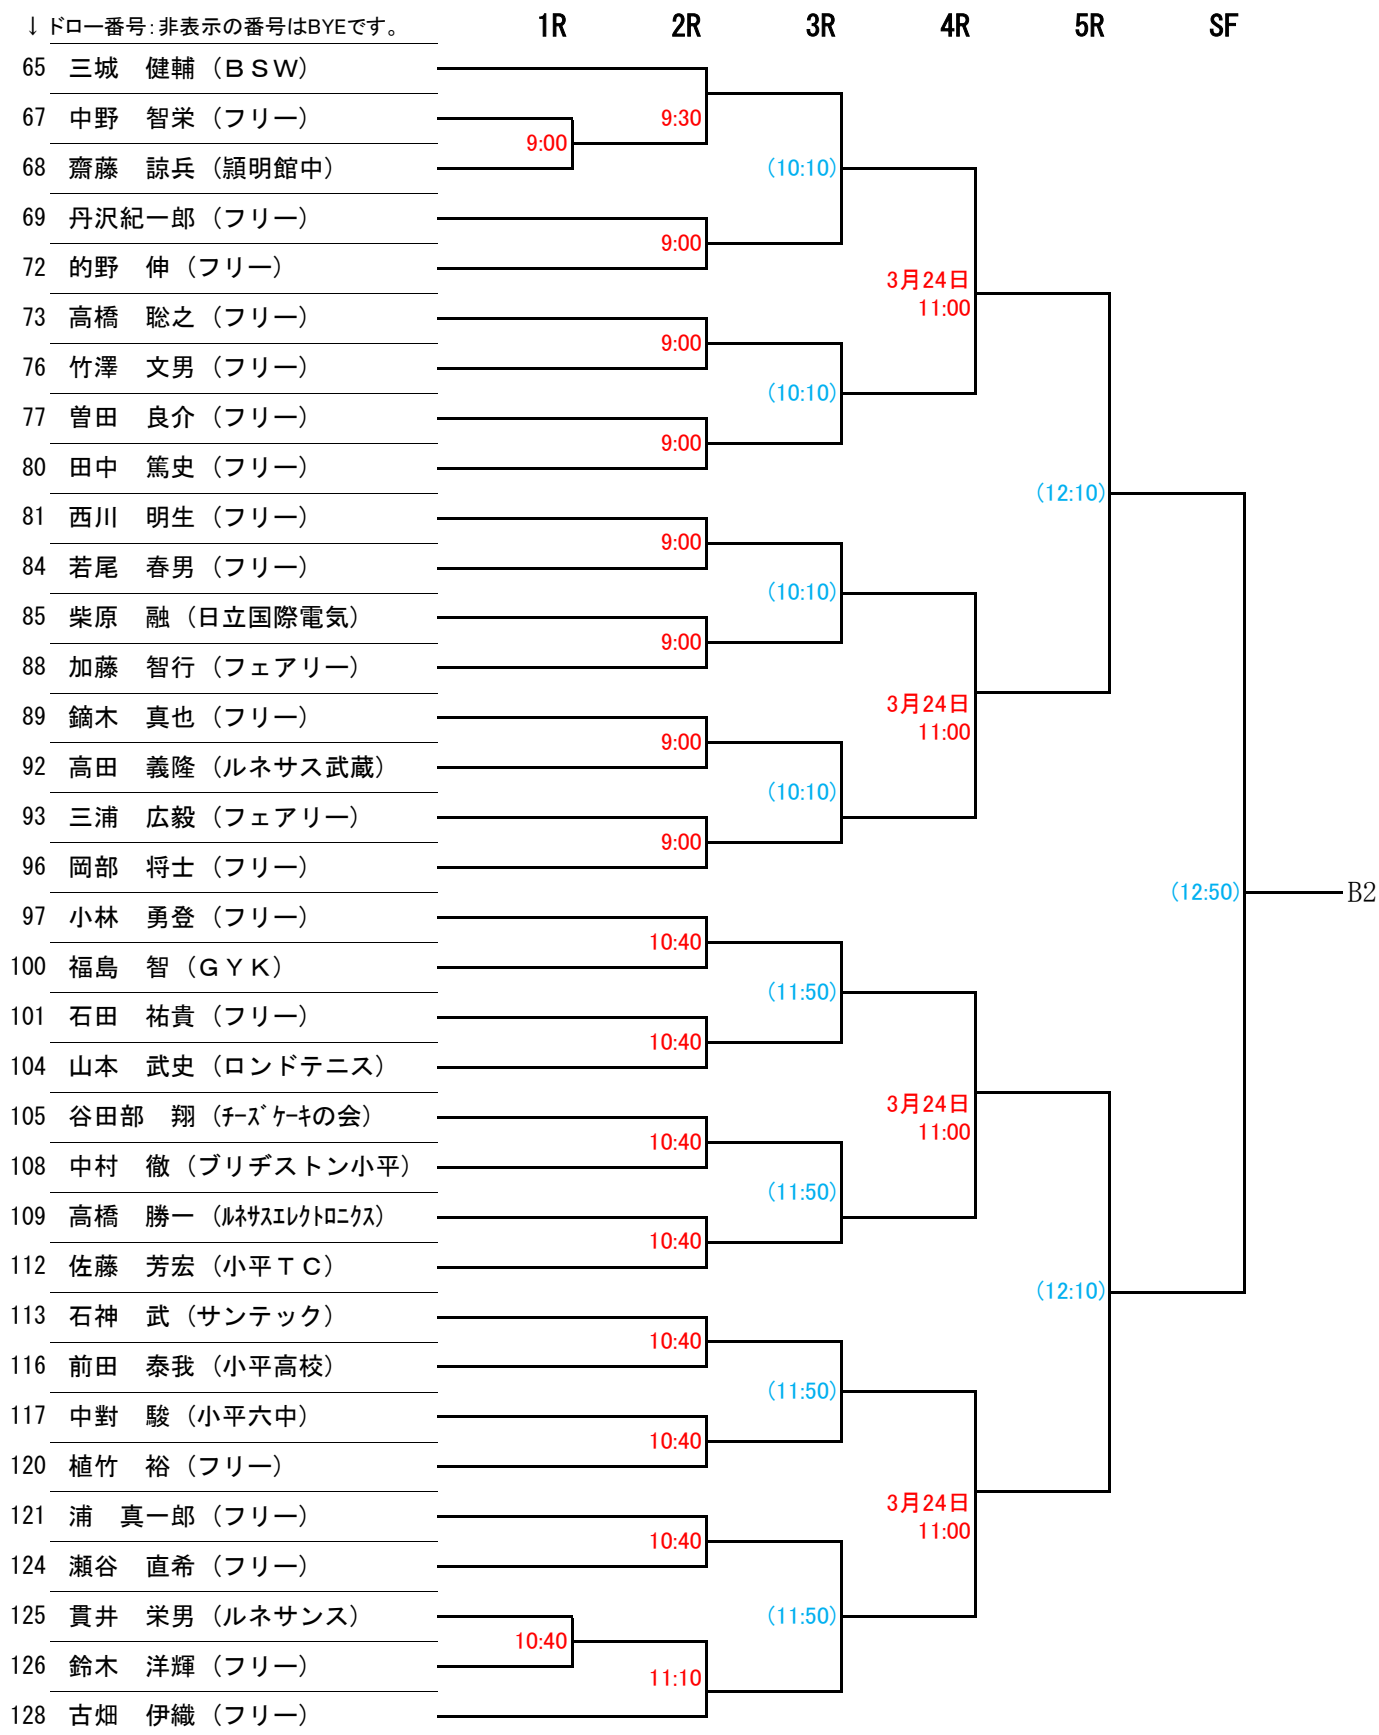 ↓ドロー番号：非表示の番号はBYEです。 1R 2R 3R 4R 5R SF
65 三城　健輔（ＢＳＷ）
67 中野　智栄（フリー） 9:30
9:00
68 齋藤　諒兵（頴明館中） (10:10)
69 丹沢紀一郎（フリー）
9:00
72 的野　伸（フリー）
3月24日
11:00
73 高橋　聡之（フリー）
9:00
76 竹澤　文男（フリー）
(10:10)
77 曽田　良介（フリー）
9:00
80 田中　篤史（フリー）
(12:10)
81 西川　明生（フリー）
9:00
84 若尾　春男（フリー）
(10:10)
85 柴原　融（日立国際電気）
9:00
88 加藤　智行（フェアリー）
3月24日
11:00
89 鏑木　真也（フリー）
9:00
92 高田　義隆（ルネサス武蔵）
(10:10)
93 三浦　広毅（フェアリー）
9:00
96 岡部　将士（フリー）
(12:50) B2
97 小林　勇登（フリー）
10:40
100 福島　智（ＧＹＫ）
(11:50)
101 石田　祐貴（フリー）
10:40
104 山本　武史（ロンドテニス）
3月24日
11:00
105 谷田部　翔（ﾁｰｽﾞｹｰｷの会）
10:40
108 中村　徹（ブリヂストン小平）
(11:50)
109 高橋　勝一（ﾙﾈｻｽｴﾚｸﾄﾛﾆｸｽ）
10:40
112 佐藤　芳宏（小平ＴＣ）
(12:10)
113 石神　武（サンテック）
10:40
116 前田　泰我（小平高校）
(11:50)
117 中對　駿（小平六中）
10:40
120 植竹　裕（フリー）
3月24日
11:00
121 浦　真一郎（フリー）
10:40
124 瀬谷　直希（フリー）
125 貫井　栄男（ルネサンス） (11:50)
10:40
126 鈴木　洋輝（フリー）
11:10
128 古畑　伊織（フリー）